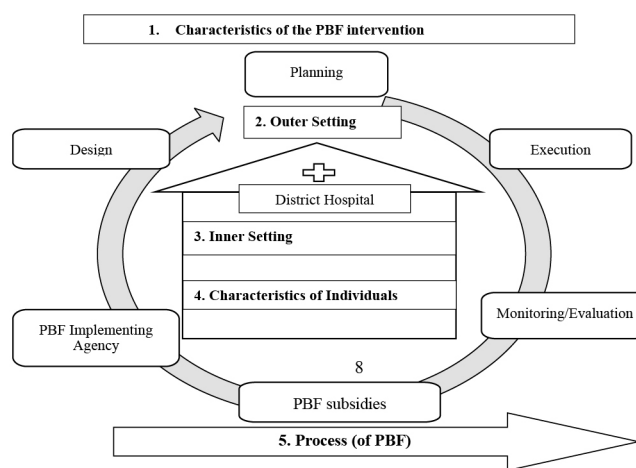 1. Characteristics of the PBF intervention
Planning
2. Outer Setting
Design
Execution
District Hospital
3. Inner Setting
4. Characteristics of Individuals
PBF Implementing
Agency
Monitoring/Evaluation
8
PBF subsidies
5. Process (of PBF)